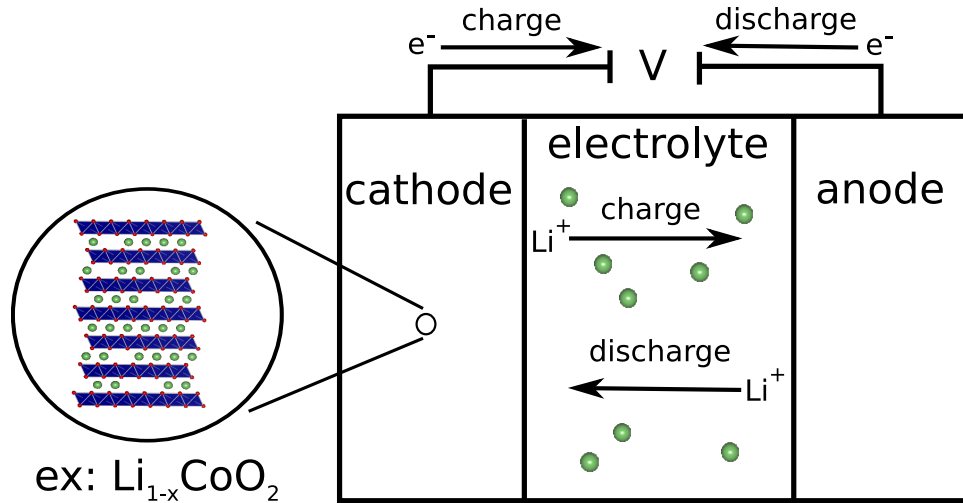 charge
discharge
e⁻
V
e⁻
electrolyte
cathode
anode
charge
Li⁺
discharge
Li⁺
ex: Li₁₋ₓCoO₂